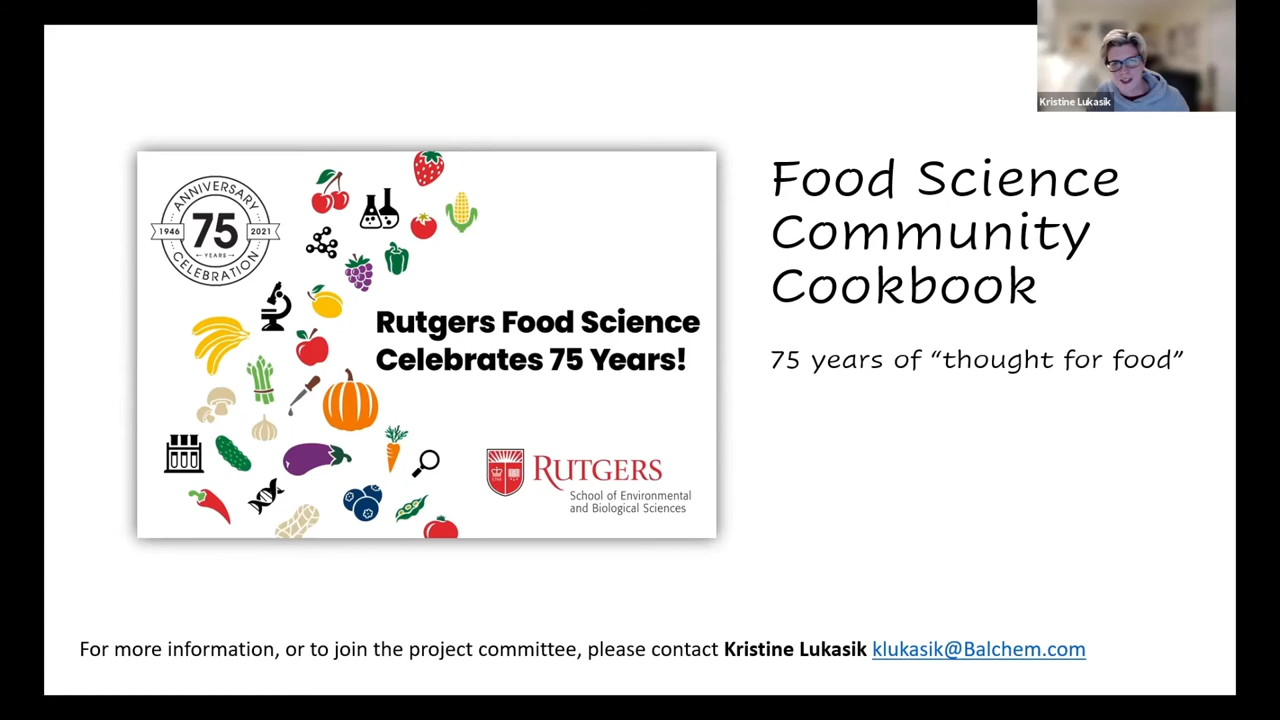 Kristine Lukasik
ANNIVERSARY
1946
75
2021
YEARS
CELEBRATION
Rutgers Food Science
Celebrates 75 Years!
RUTGERS
School of Environmental
and Biological Sciences
Food Science
Community
Cookbook
75 years of “thought for food”
For more information, or to join the project committee, please contact Kristine Lukasik klukasik@Balchem.com